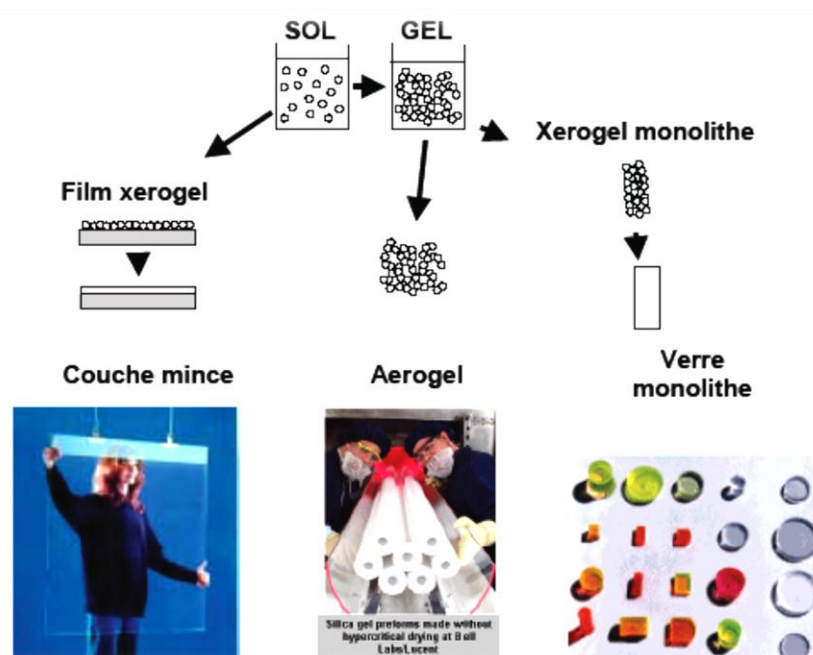 SOL
GEL
Xerogel monolithe
Film xerogel
Couche mince
Aerogel
Verre
monolithe
Silica gel preforms made without
hypercritical drying at Bell
Labs/Lucent